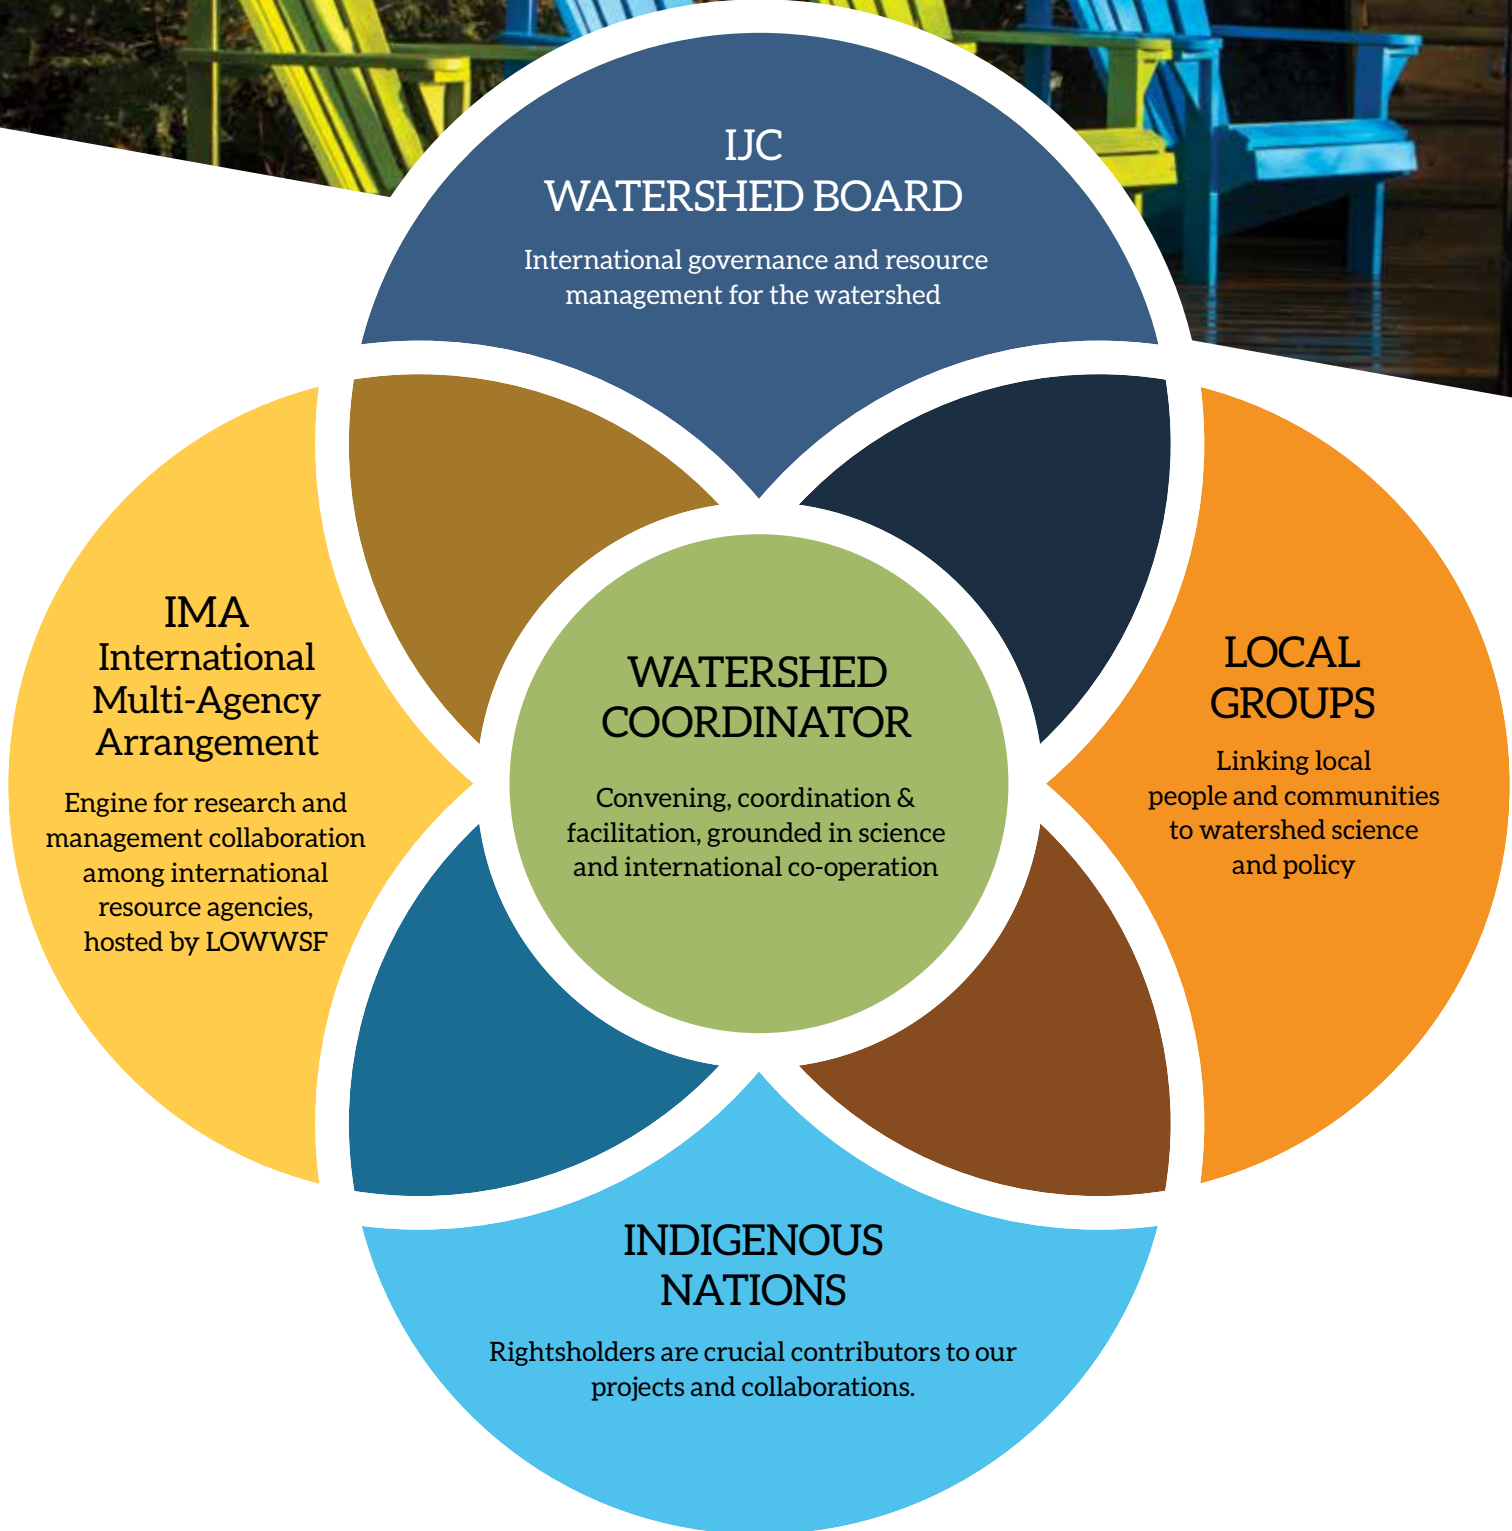 IJC
WATERSHED BOARD
International governance and resource
management for the watershed
IMA
International
Multi-Agency
Arrangement
Engine for research and
management collaboration
among international
resource agencies,
hosted by LOWWSF
WATERSHED
COORDINATOR
Convening, coordination &
facilitation, grounded in science
and international co-operation
LOCAL
GROUPS
Linking local
people and communities
to watershed science
and policy
INDIGENOUS
NATIONS
Rightsholders are crucial contributors to our
projects and collaborations.